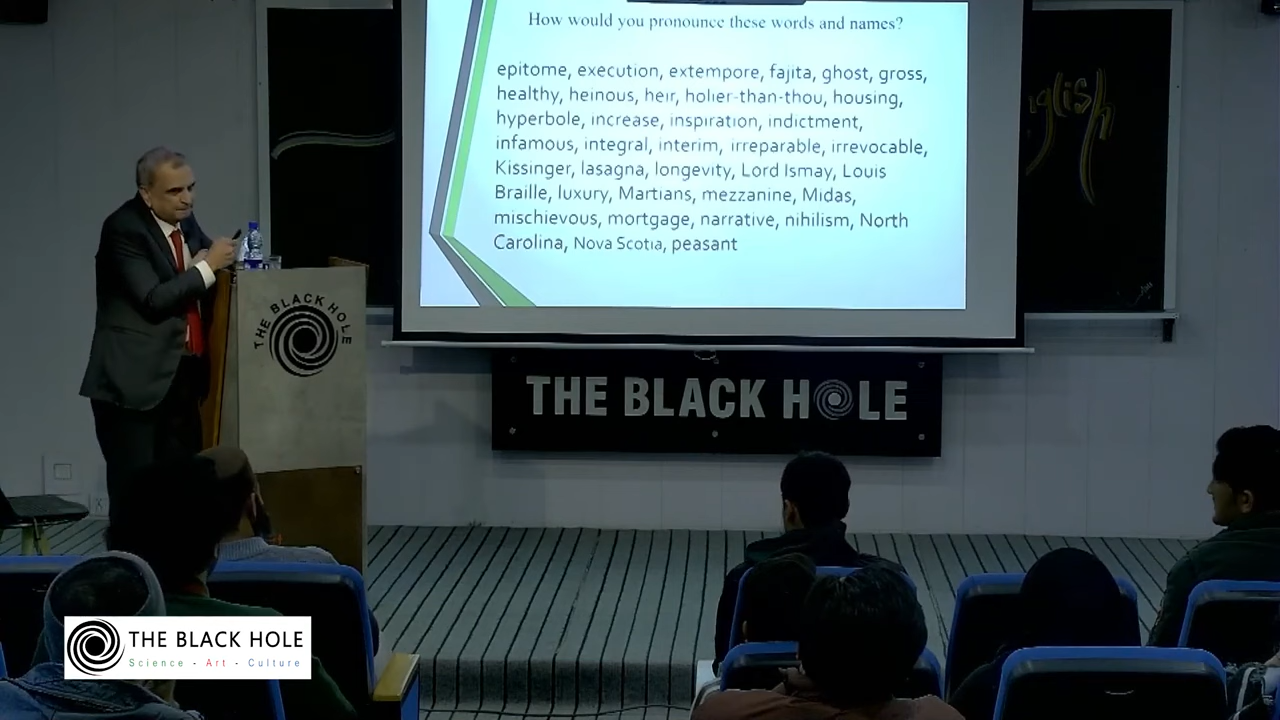 How would you pronounce these words and names?
epitome, execution, extempore, fajita, ghost, gross,
healthy, heinous, heir, holier-than-thou, housing,
hyperbole, increase, inspiration, indictment,
infamous, integral, interim, irreparable, irrevocable,
Kissinger, lasagna, longevity, Lord Ismay, Louis
Braille, luxury, Martians, mezzanine, Midas,
mischievous, mortgage, narrative, nihilism, North
Carolina, Nova Scotia, peasant
glish
THE BLACK HOLE
THE BLACK HOLE
THE BLACK HOLE
Science - Art - Culture